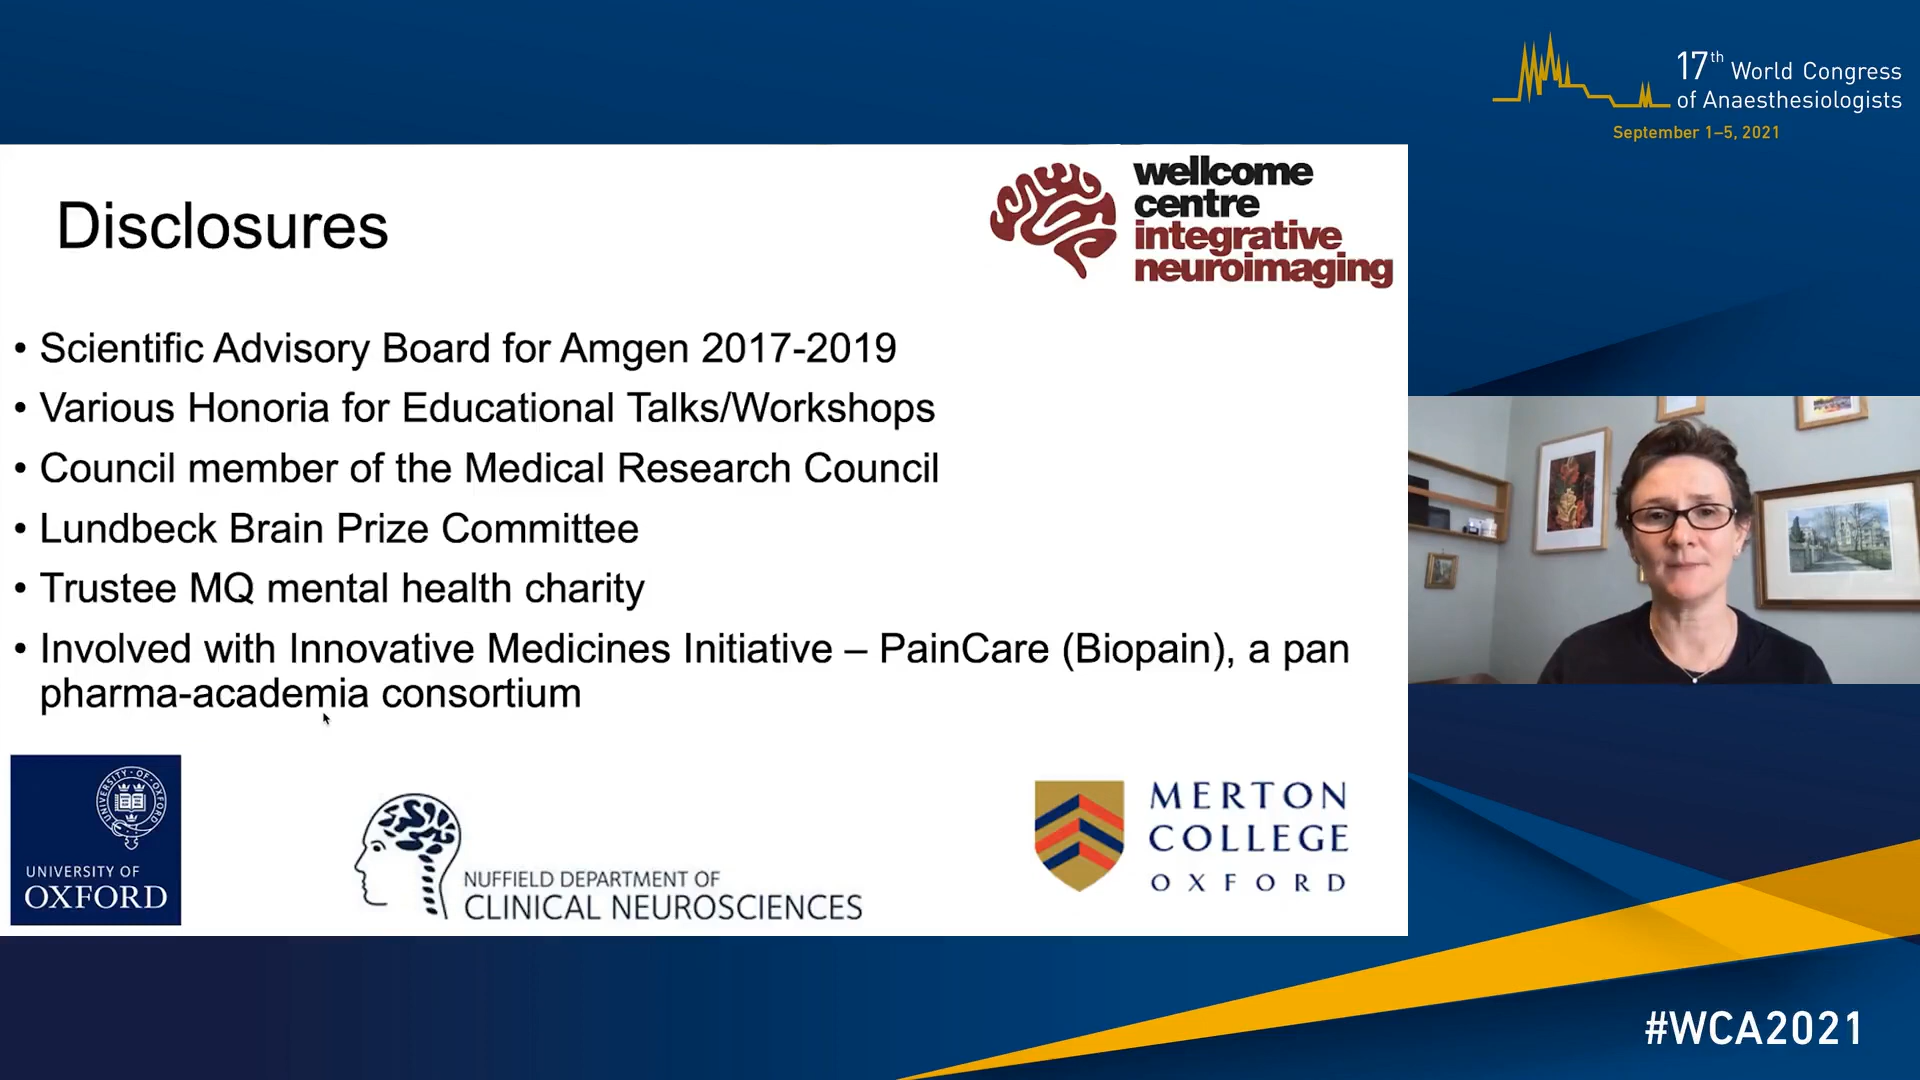 17th World Congress
of Anaesthesiologists
September 1–5, 2021
wellcome
centre
integrative
neuroimaging
Disclosures
• Scientific Advisory Board for Amgen 2017-2019
• Various Honoria for Educational Talks/Workshops
• Council member of the Medical Research Council
• Lundbeck Brain Prize Committee
• Trustee MQ mental health charity
• Involved with Innovative Medicines Initiative – PainCare (Biopain), a pan
pharma-academia consortium
UNIVERSITY · OF · OXFORD
UNIVERSITY OF
OXFORD
NUFFIELD DEPARTMENT OF
CLINICAL NEUROSCIENCES
MERTON
COLLEGE
OXFORD
#WCA2021